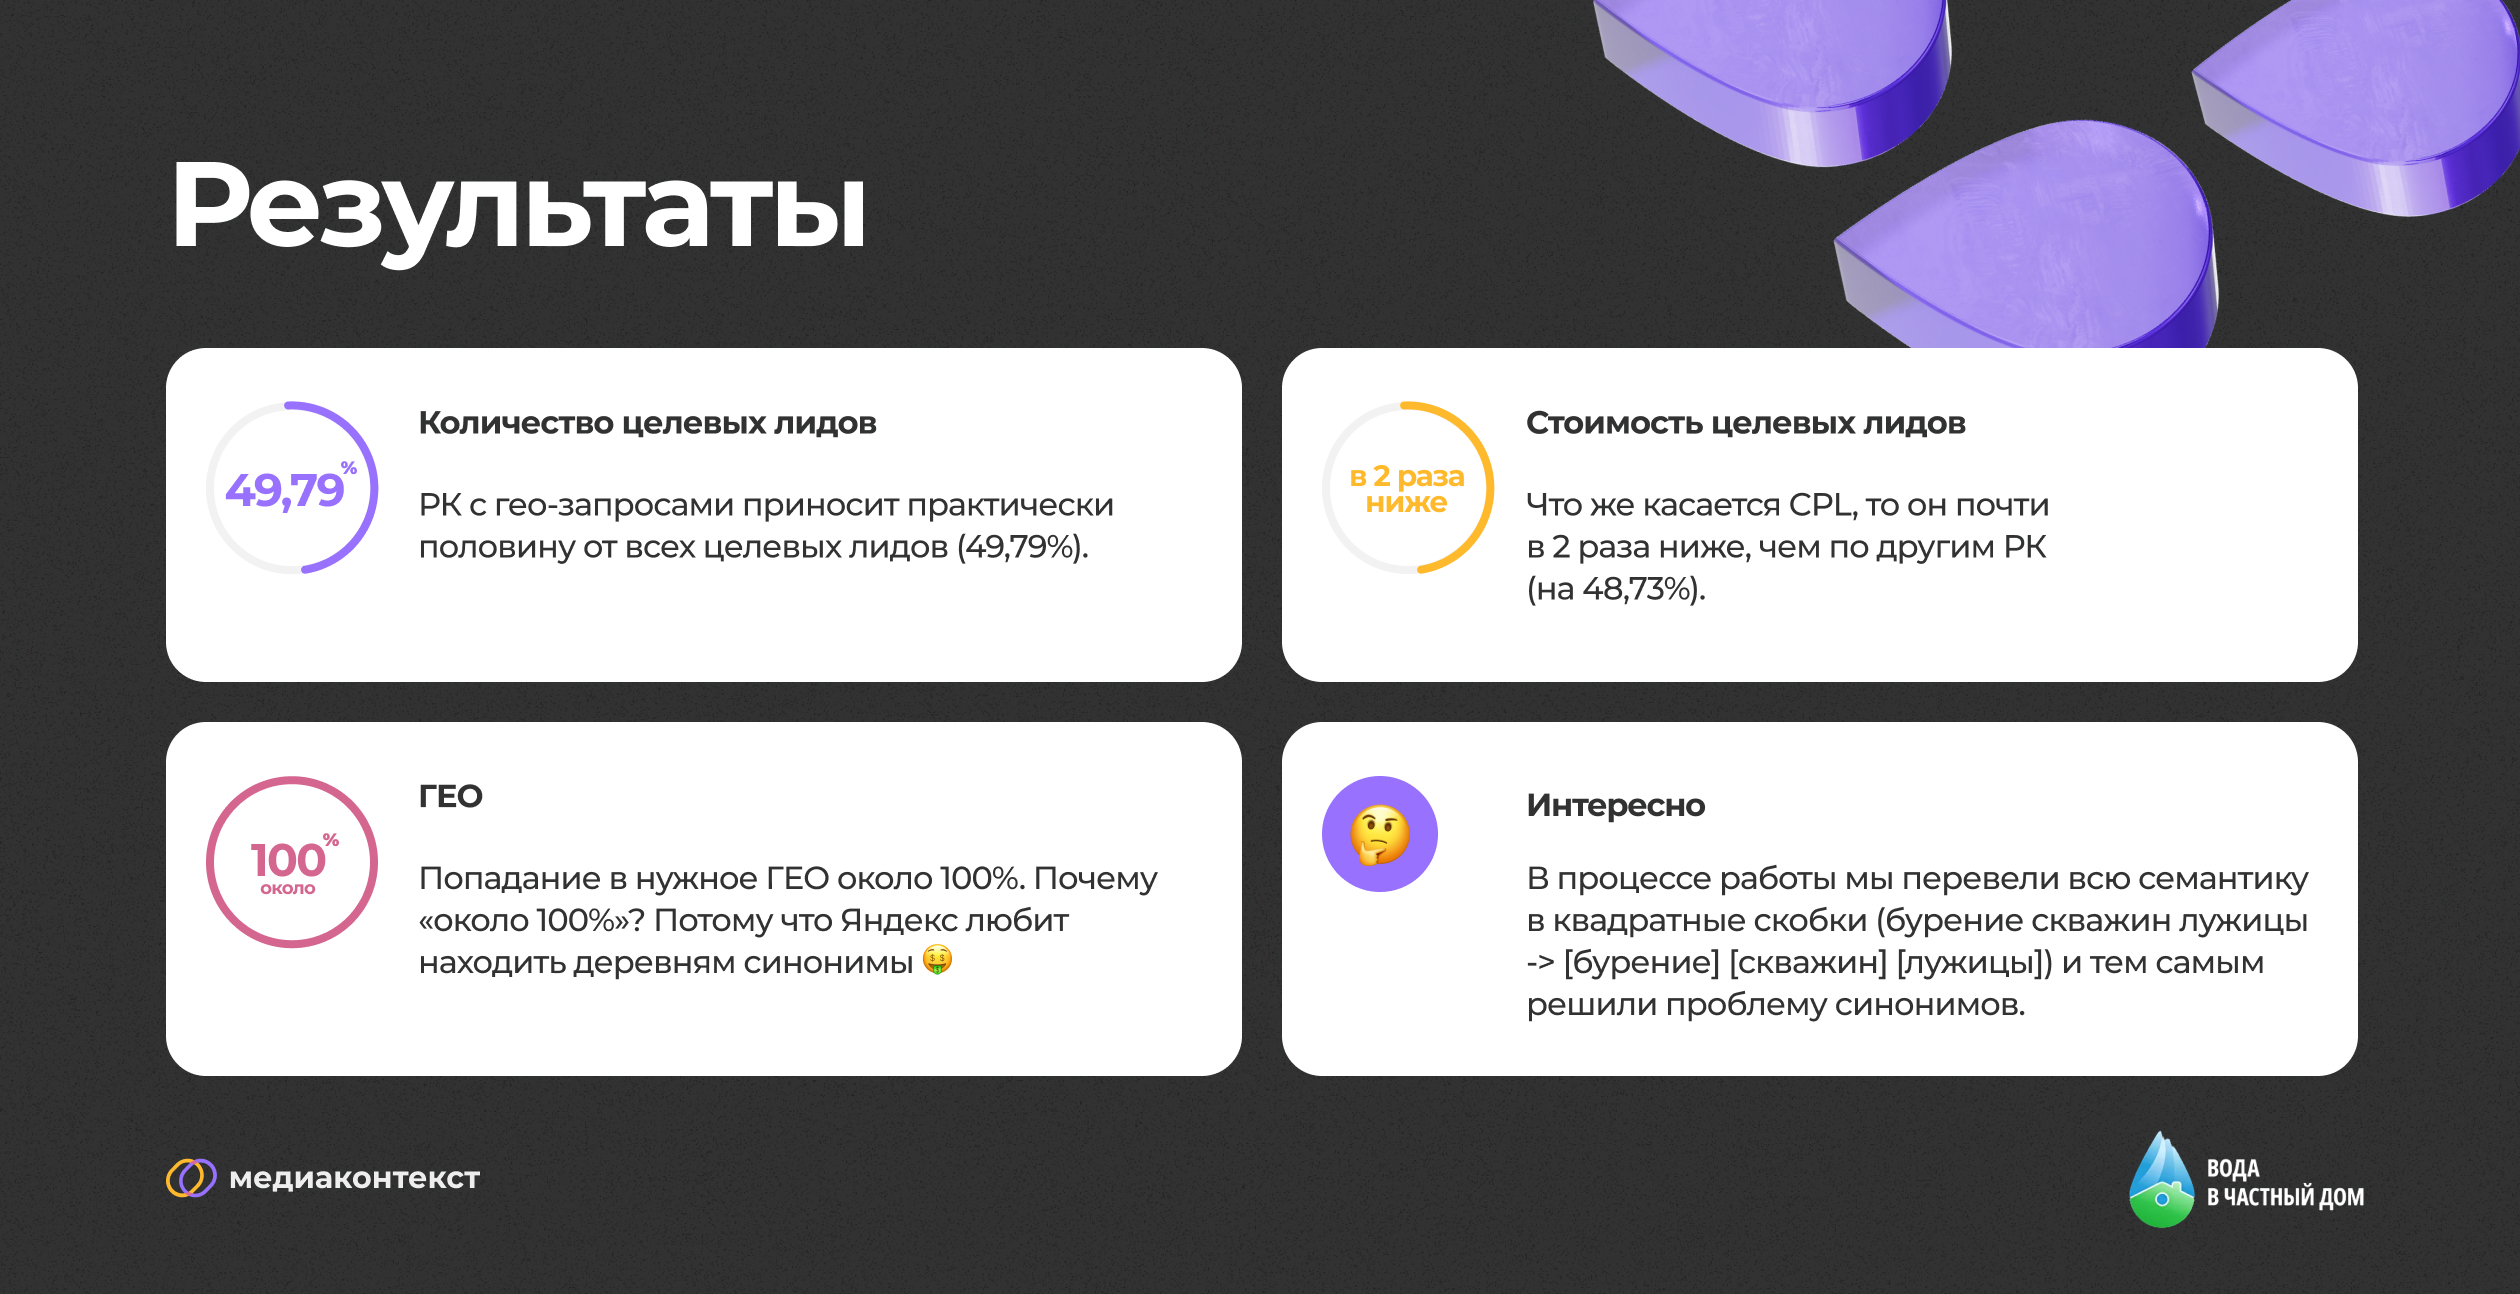 Результаты
49,79%
Количество целевых лидов
РК с гео-запросами приносит практически
половину от всех целевых лидов (49,79%).
в 2 раза
ниже
Стоимость целевых лидов
Что же касается CPL, то он почти
в 2 раза ниже, чем по другим РК
(на 48,73%).
100%
около
ГЕО
Попадание в нужное ГЕО около 100%. Почему
«около 100%»? Потому что Яндекс любит
находить деревням синонимы 🤑
🤔
Интересно
В процессе работы мы перевели всю семантику
в квадратные скобки (бурение скважин лужицы
-> [бурение] [скважин] [лужицы]) и тем самым
решили проблему синонимов.
медиаконтекст
ВОДА
В ЧАСТНЫЙ ДОМ